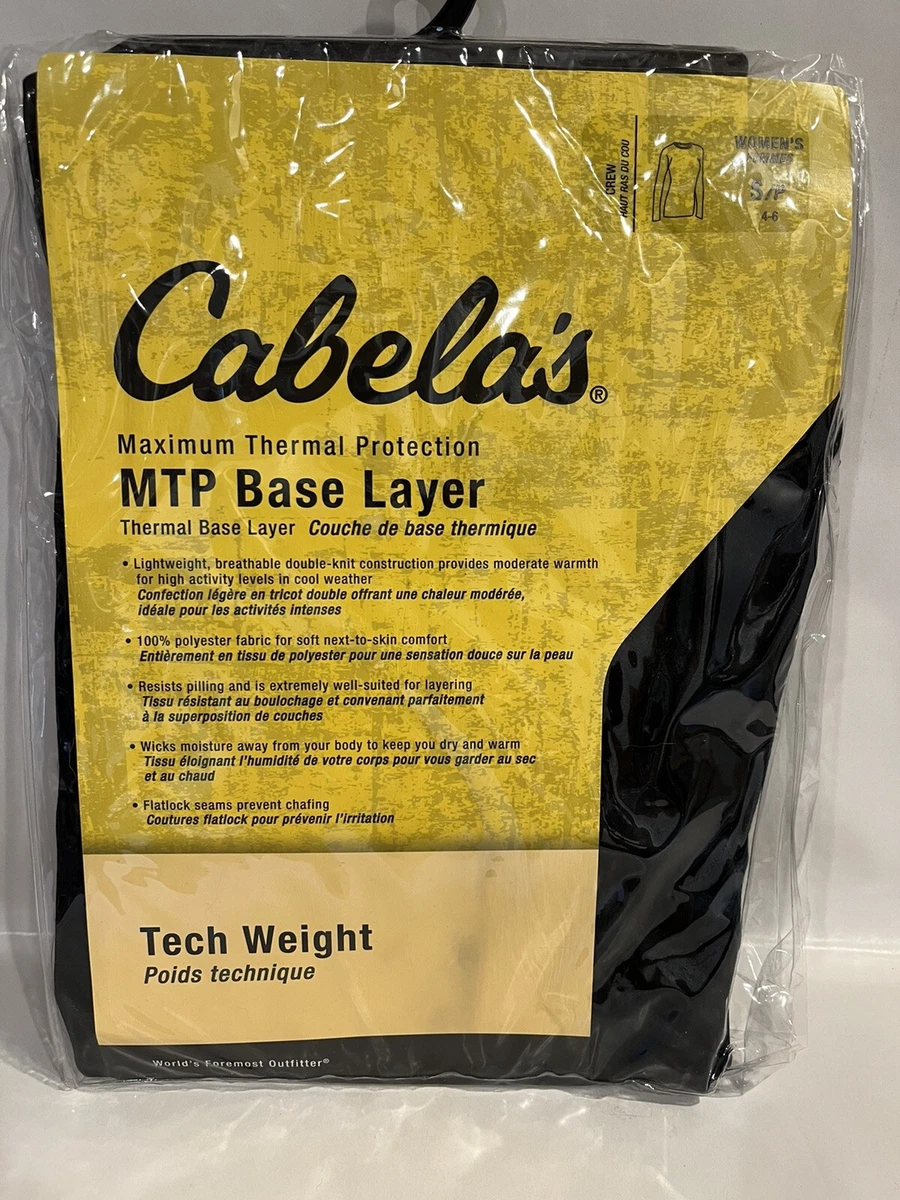 CREW
HAUT RAS DU COU
WOMEN'S
S/P
4-6
Cabela's®
Maximum Thermal Protection
MTP Base Layer
Thermal Base Layer Couche de base thermique
• Lightweight, breathable double-knit construction provides moderate warmth
for high activity levels in cool weather
Confection légère en tricot double offrant une chaleur modérée,
idéale pour les activités intenses
• 100% polyester fabric for soft next-to-skin comfort
Entièrement en tissu de polyester pour une sensation douce sur la peau
• Resists pilling and is extremely well-suited for layering
Tissu résistant au boulochage et convenant parfaitement
à la superposition de couches
• Wicks moisture away from your body to keep you dry and warm
Tissu éloignant l'humidité de votre corps pour vous garder au sec
et au chaud
• Flatlock seams prevent chafing
Coutures flatlock pour prévenir l'irritation
Tech Weight
Poids technique
World's Foremost Outfitter®